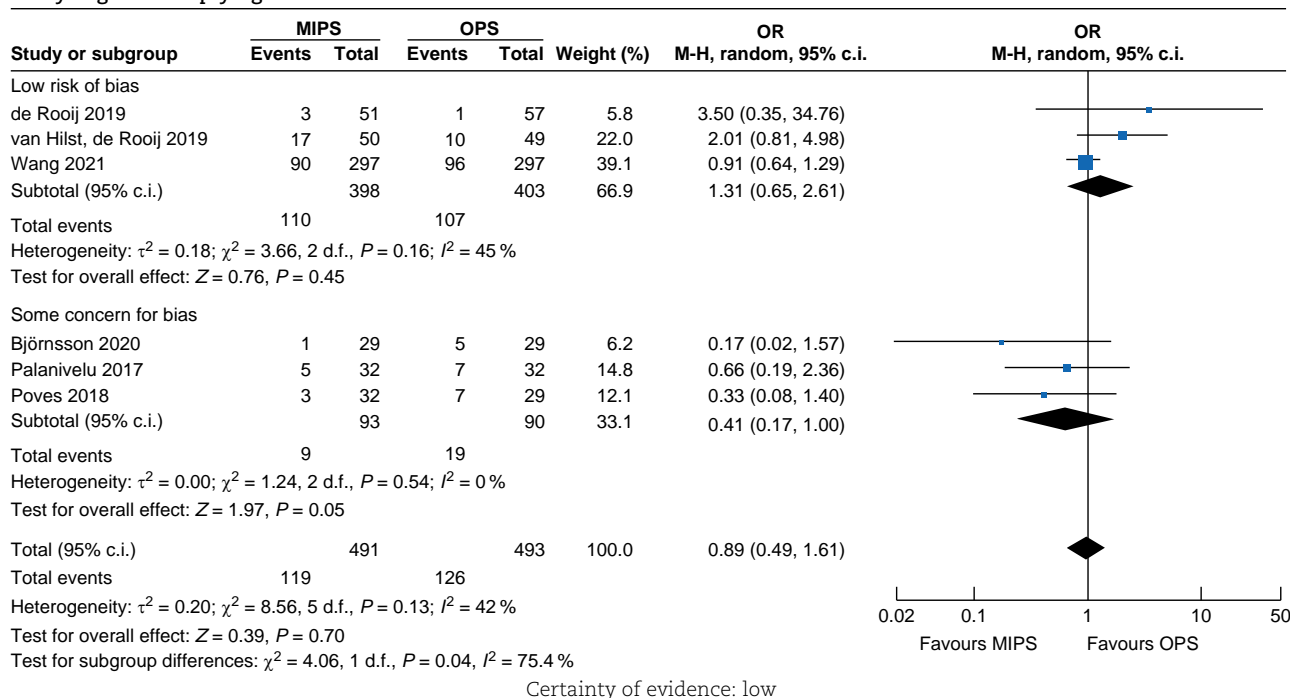 MIPS OPS OR OR
Study or subgroup Events Total Events Total Weight (%) M-H, random, 95% c.i. M-H, random, 95% c.i.
Low risk of bias
de Rooij 2019 3 51 1 57 5.8 3.50 (0.35, 34.76)
van Hilst, de Rooij 2019 17 50 10 49 22.0 2.01 (0.81, 4.98)
Wang 2021 90 297 96 297 39.1 0.91 (0.64, 1.29)
Subtotal (95% c.i.) 398 403 66.9 1.31 (0.65, 2.61)
Total events 110 107
Heterogeneity: τ² = 0.18; χ² = 3.66, 2 d.f., P = 0.16; I² = 45 %
Test for overall effect: Z = 0.76, P = 0.45
Some concern for bias
Björnsson 2020 1 29 5 29 6.2 0.17 (0.02, 1.57)
Palanivelu 2017 5 32 7 32 14.8 0.66 (0.19, 2.36)
Poves 2018 3 32 7 29 12.1 0.33 (0.08, 1.40)
Subtotal (95% c.i.) 93 90 33.1 0.41 (0.17, 1.00)
Total events 9 19
Heterogeneity: τ² = 0.00; χ² = 1.24, 2 d.f., P = 0.54; I² = 0 %
Test for overall effect: Z = 1.97, P = 0.05
Total (95% c.i.) 491 493 100.0 0.89 (0.49, 1.61)
Total events 119 126
Heterogeneity: τ² = 0.20; χ² = 8.56, 5 d.f., P = 0.13; I² = 42 %
0.02 0.1 1 10 50
Test for overall effect: Z = 0.39, P = 0.70
Favours MIPS Favours OPS
Test for subgroup differences: χ² = 4.06, 1 d.f., P = 0.04, I² = 75.4 %
Certainty of evidence: low